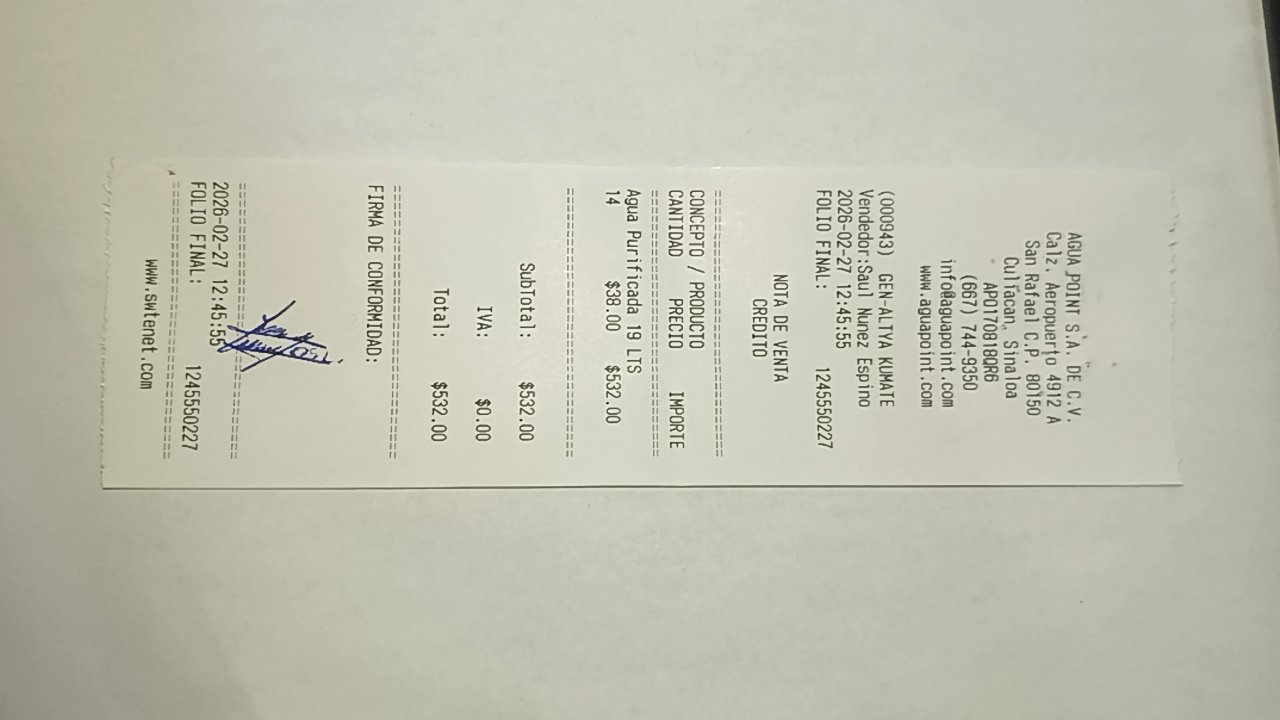 AGUA POINT S.A. DE C.V.
Calz. Aeropuerto 4912 A
San Rafael C.P. 80150
Culiacan, Sinaloa
APO170818QR6
(667) 744-9350
info@aguapoint.com
www.aguapoint.com
(000943) GEN-ALTYA KUMATE
Vendedor:Saul Nunez Espino
2026-02-27 12:45:55
FOLIO FINAL: 1245550227
NOTA DE VENTA
CREDITO
CONCEPTO / PRODUCTO
CANTIDAD PRECIO IMPORTE
Agua Purificada 19 LTS
14 $38.00 $532.00
SubTotal: $532.00
IVA: $0.00
Total: $532.00
FIRMA DE CONFORMIDAD:
2026-02-27 12:45:55
FOLIO FINAL: 1245550227
www.swtenet.com